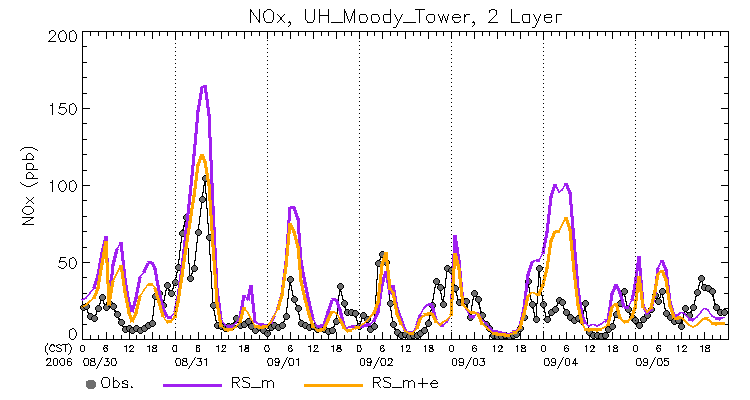 NOx, UH_Moody_Tower, 2 Layer
200
150
100
50
0
NOx (ppb)
(CST) 0 6 12 18 0 6 12 18 0 6 12 18 0 6 12 18 0 6 12 18 0 6 12 18 0 6 12 18
2006 08/30 08/31 09/01 09/02 09/03 09/04 09/05
Obs. RS_m RS_m+e